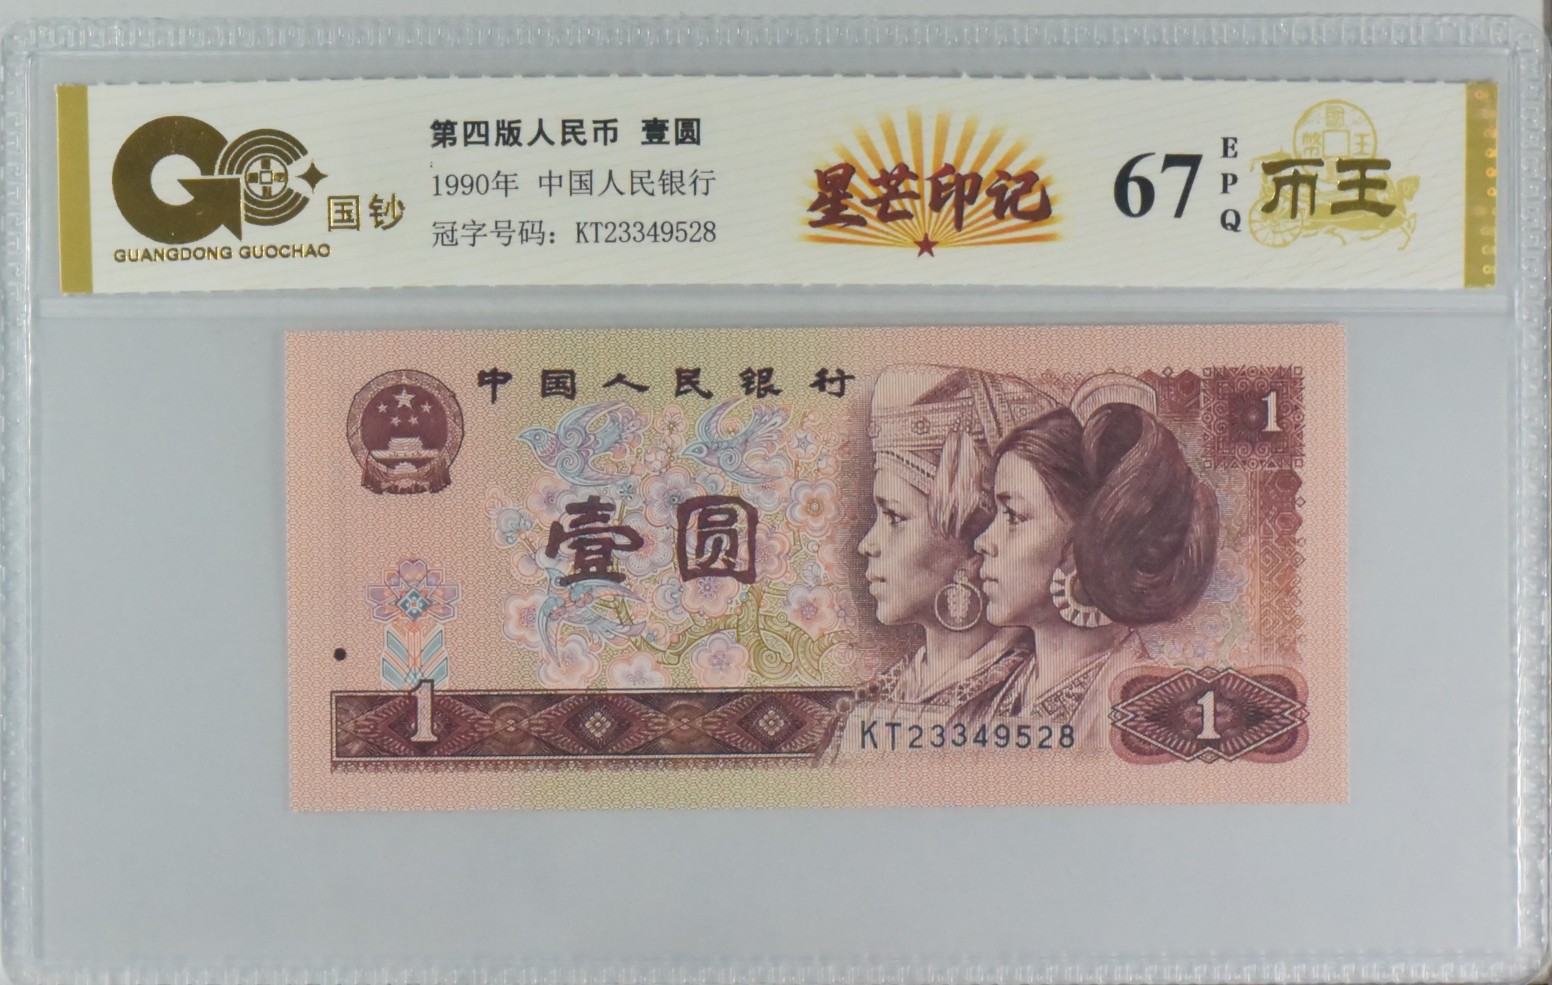 国钞
GUANGDONG GUOCHAO
第四版人民币 壹圆
1990年 中国人民银行
冠字号码：KT23349528
星芒印记
67
EPQ
币王
中国人民银行
1
壹圆
1
KT23349528
1